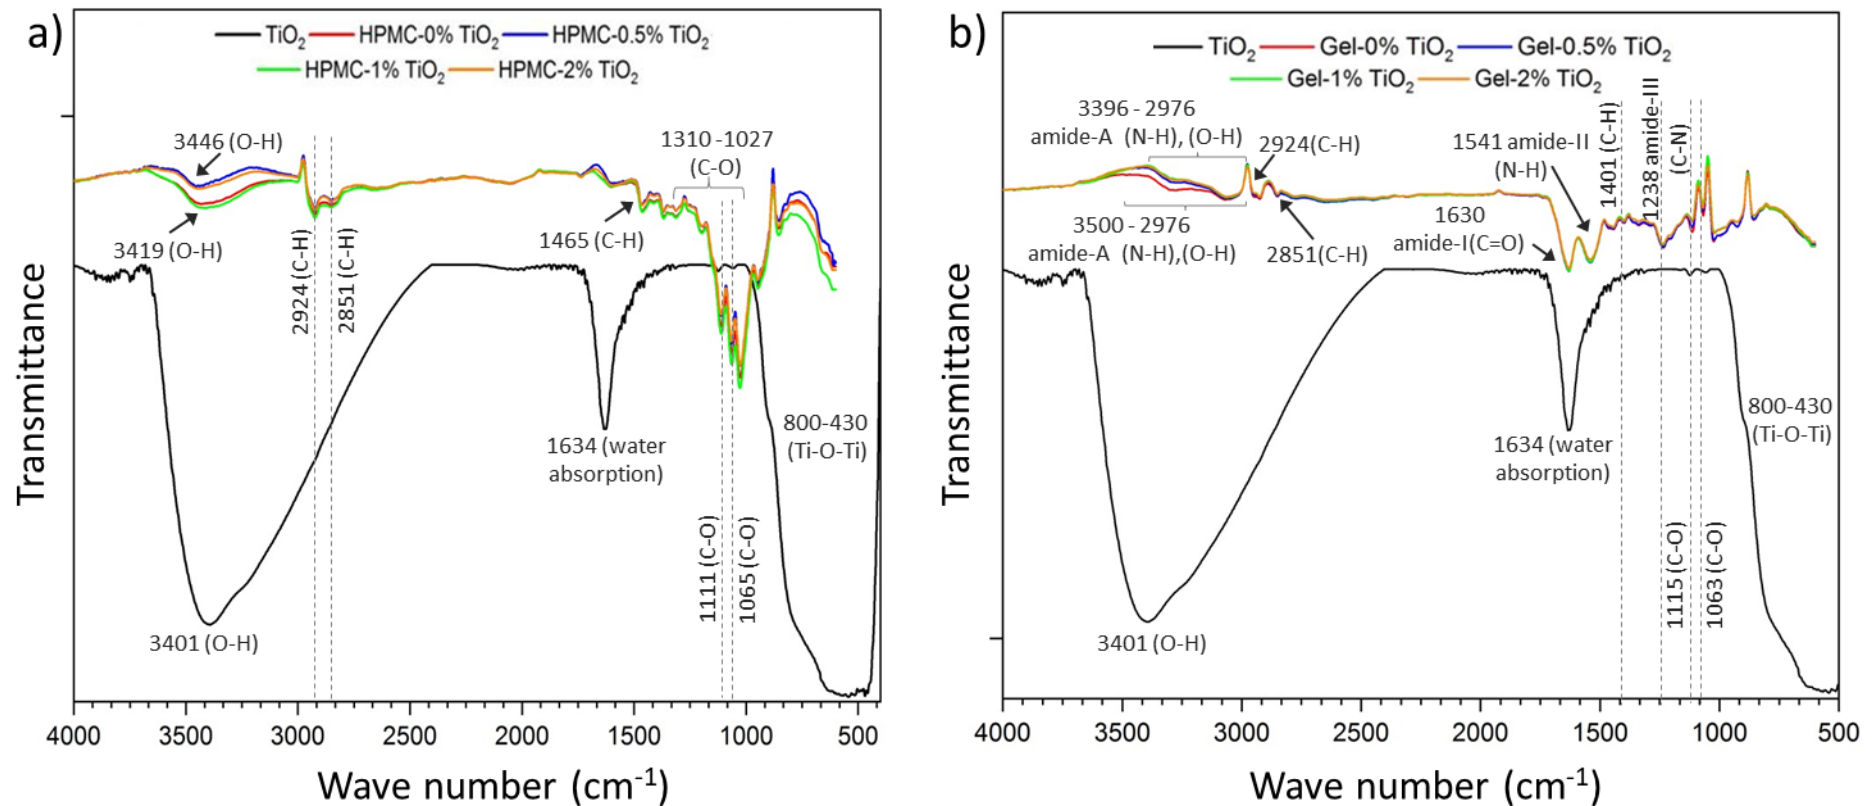 a)
TiO2 HPMC-0% TiO2 HPMC-0.5% TiO2
HPMC-1% TiO2 HPMC-2% TiO2
3446 (O-H)
3419 (O-H)
2924 (C-H)
2851 (C-H)
1465 (C-H)
1310 -1027
(C-O)
1634 (water
absorption)
800-430
(Ti-O-Ti)
1111 (C-O)
1065 (C-O)
3401 (O-H)
Transmittance
4000 3500 3000 2500 2000 1500 1000 500
Wave number (cm-1)
b)
TiO2 Gel-0% TiO2 Gel-0.5% TiO2
Gel-1% TiO2 Gel-2% TiO2
3396 - 2976
amide-A (N-H), (O-H)
2924(C-H)
3500 - 2976
amide-A (N-H),(O-H)
2851(C-H)
1541 amide-II
(N-H)
1630
amide-I(C=O)
1401 (C-H)
1238 amide-III
(C-N)
1634 (water
absorption)
800-430
(Ti-O-Ti)
1115 (C-O)
1063 (C-O)
3401 (O-H)
Transmittance
4000 3500 3000 2500 2000 1500 1000 500
Wave number (cm-1)